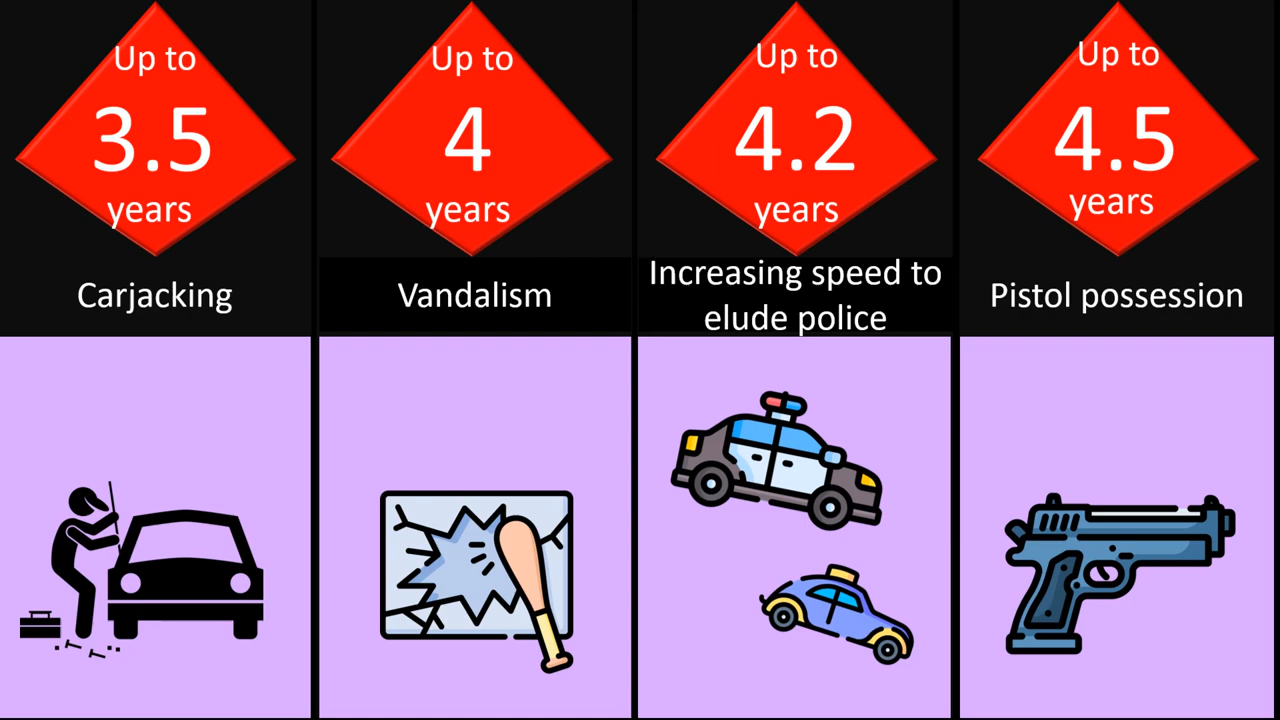 Up to
3.5
years
Carjacking
Up to
4
years
Vandalism
Up to
4.2
years
Increasing speed to
elude police
Up to
4.5
years
Pistol possession